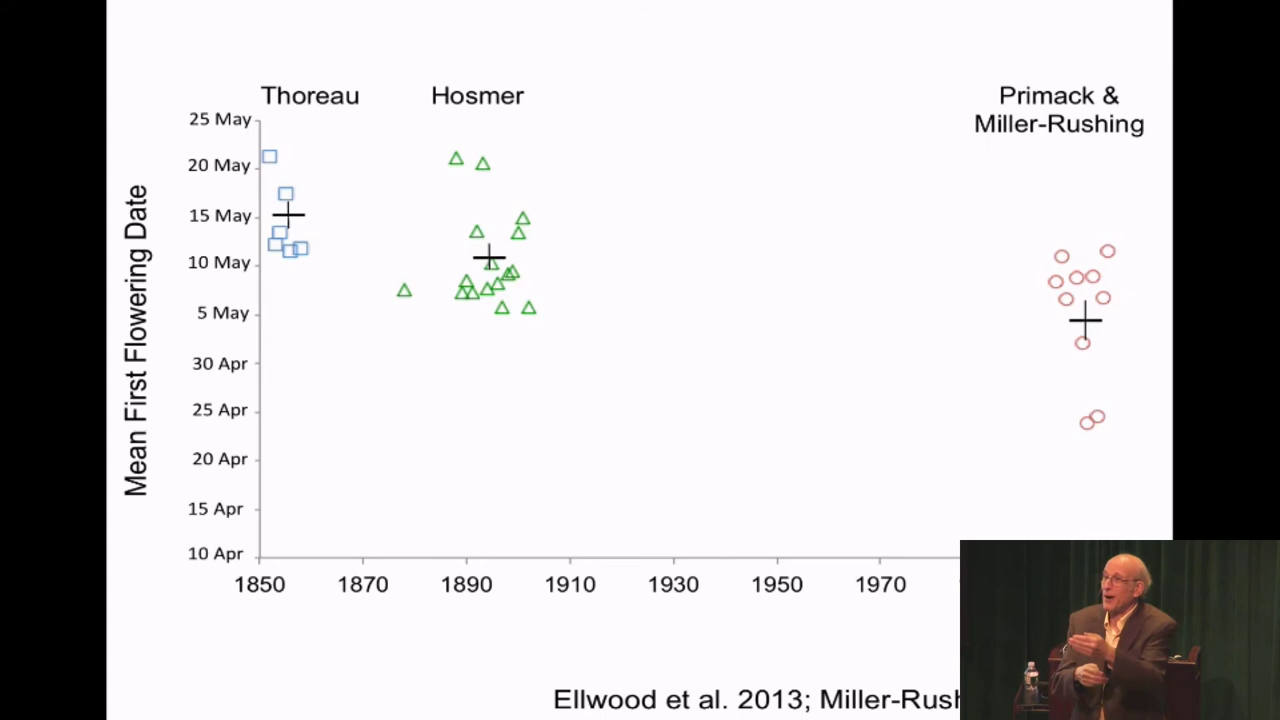 Thoreau
Hosmer
Primack &
Miller-Rushing
Mean First Flowering Date
25 May
20 May
15 May
10 May
5 May
30 Apr
25 Apr
20 Apr
15 Apr
10 Apr
1850
1870
1890
1910
1930
1950
1970
Ellwood et al. 2013; Miller-Rush